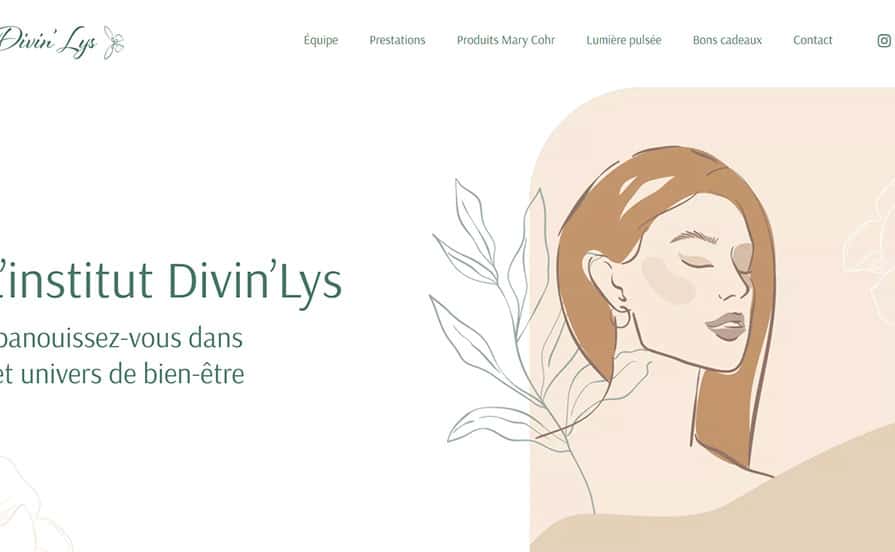 Divin' Lys
Équipe
Prestations
Produits Mary Cohr
Lumière pulsée
Bons cadeaux
Contact
'institut Divin'Lys
panouissez-vous dans
et univers de bien-être